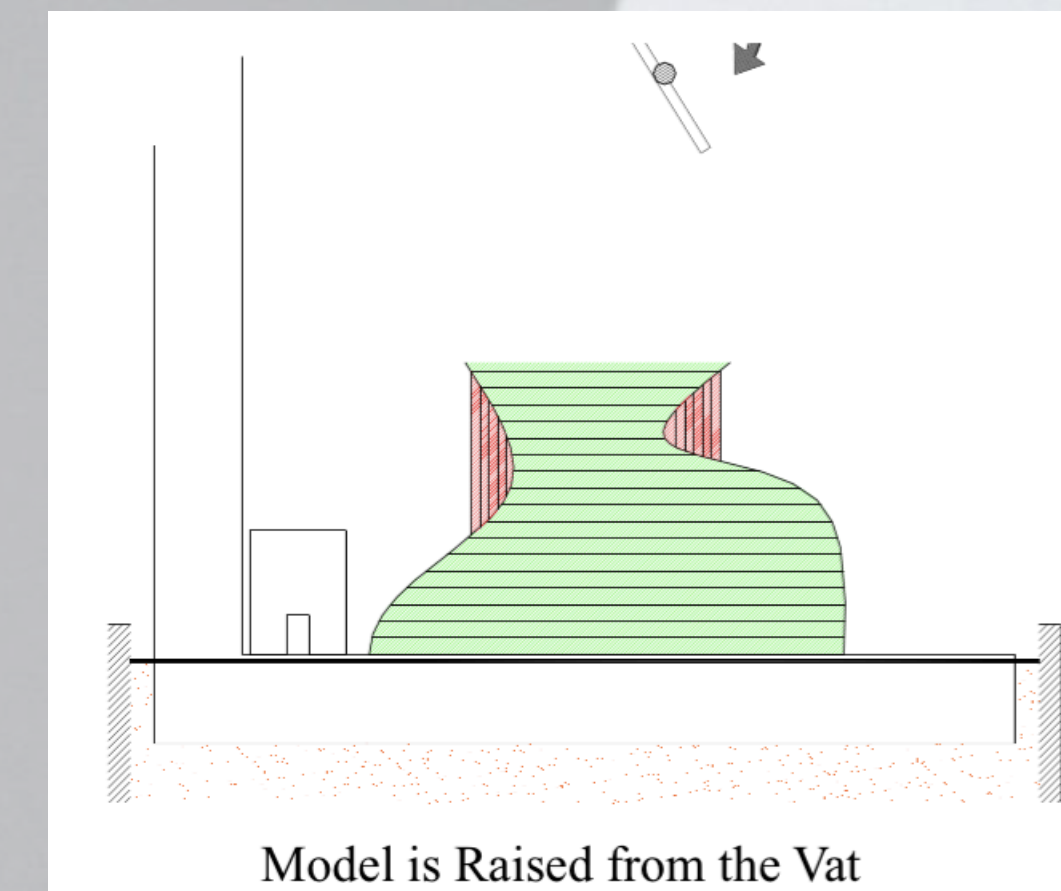 Model is Raised from the Vat